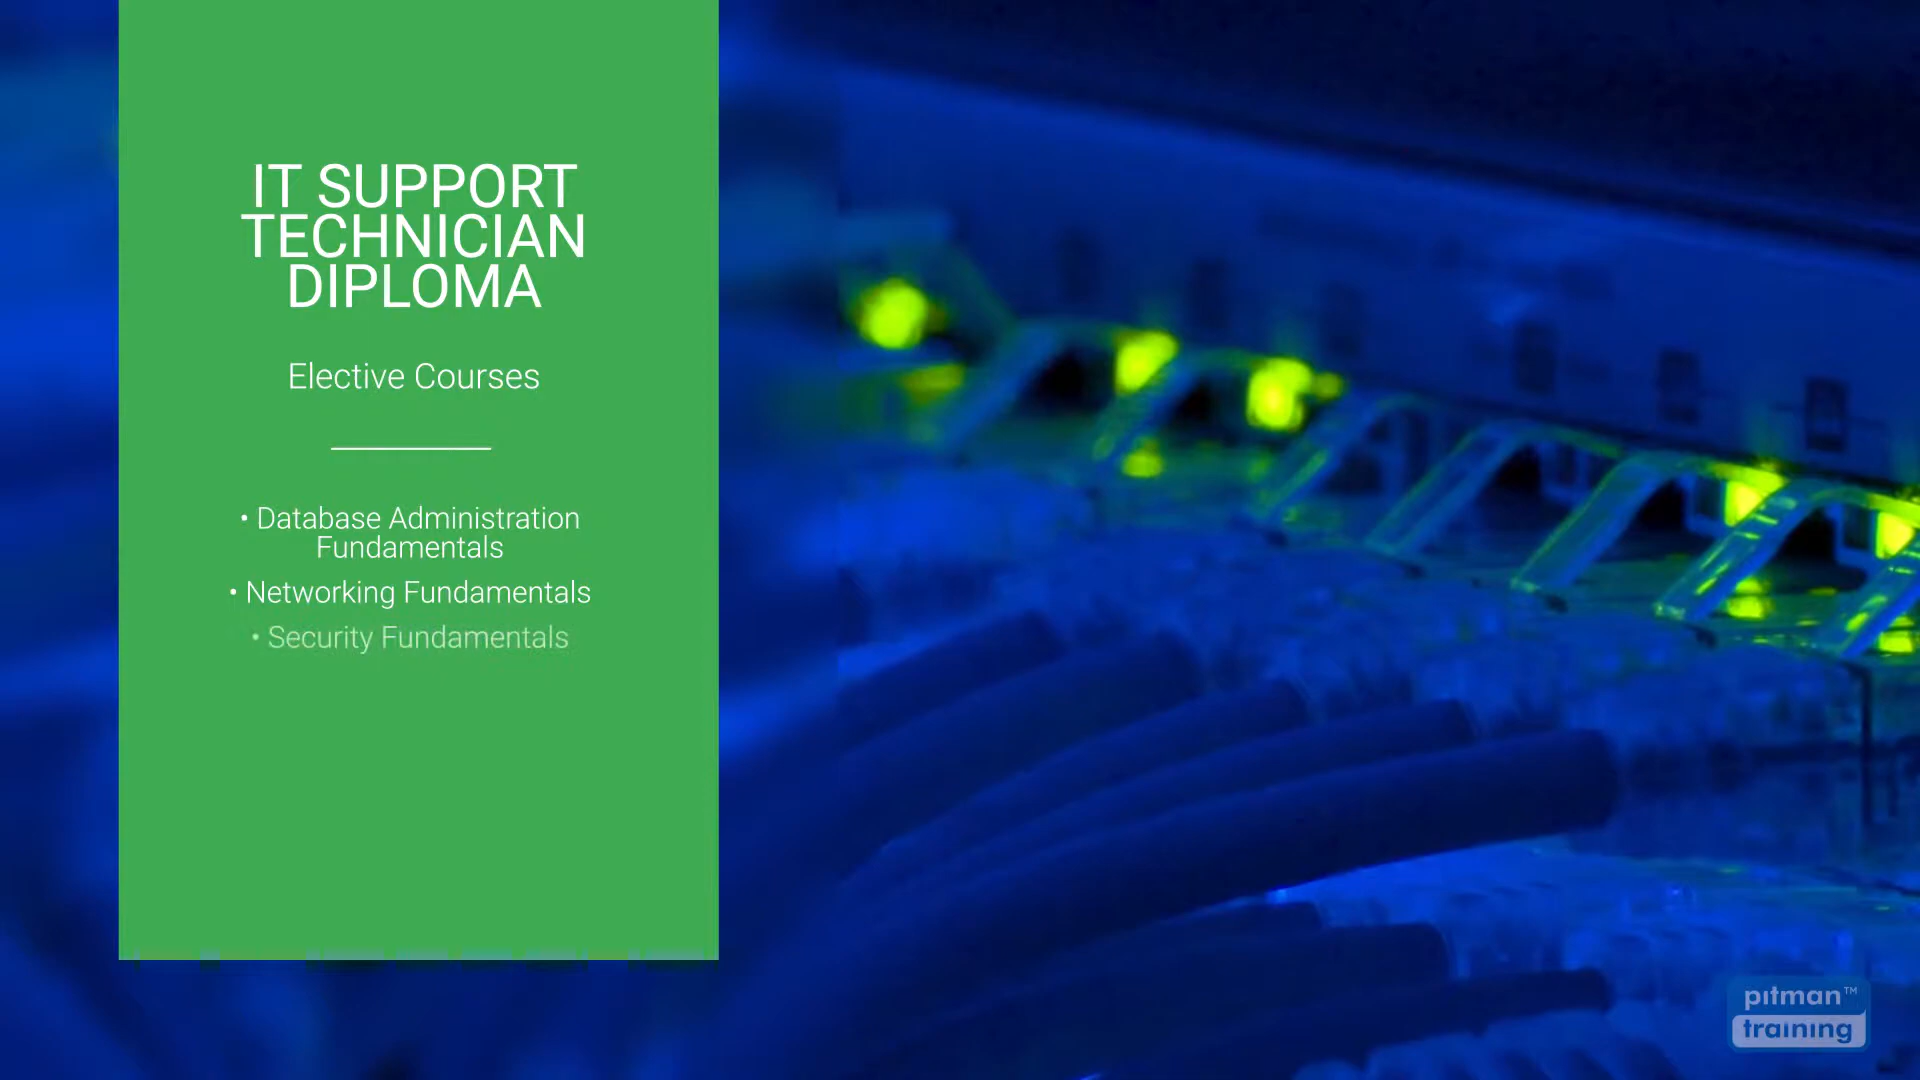 IT SUPPORT
TECHNICIAN
DIPLOMA
Elective Courses
• Database Administration
Fundamentals
• Networking Fundamentals
• Security Fundamentals
pitman™
training